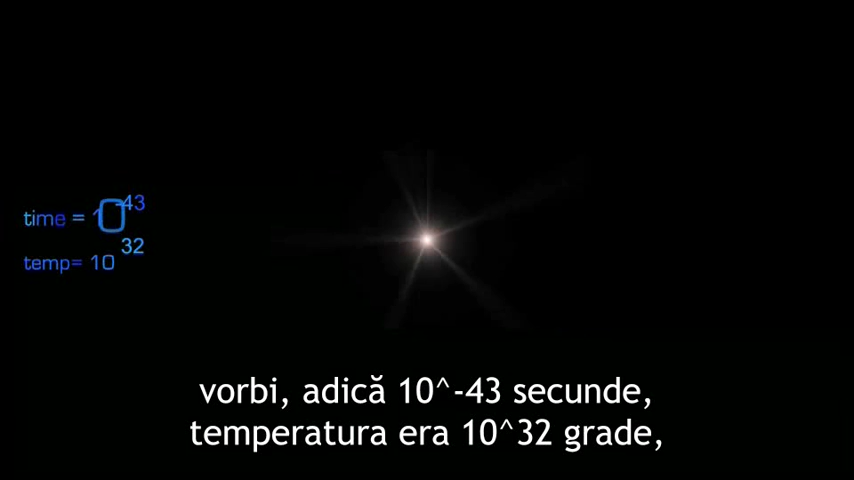 time = 10^-43
temp= 10^32
vorbi, adică 10^-43 secunde,
temperatura era 10^32 grade,